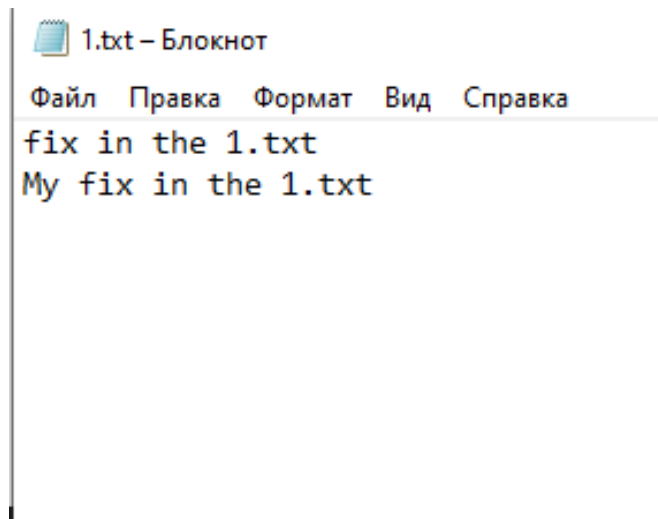 1.txt – Блокнот
Файл Правка Формат Вид Справка
fix in the 1.txt
My fix in the 1.txt